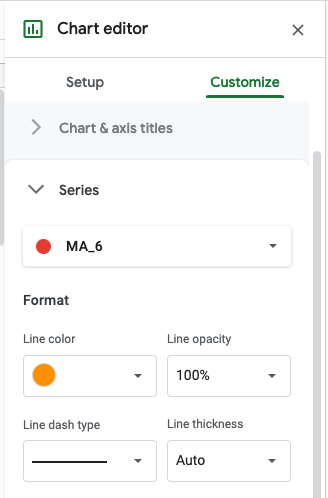 Chart editor
Setup Customize
Chart & axis titles
Series
MA_6
Format
Line color Line opacity
100%
Line dash type Line thickness
Auto